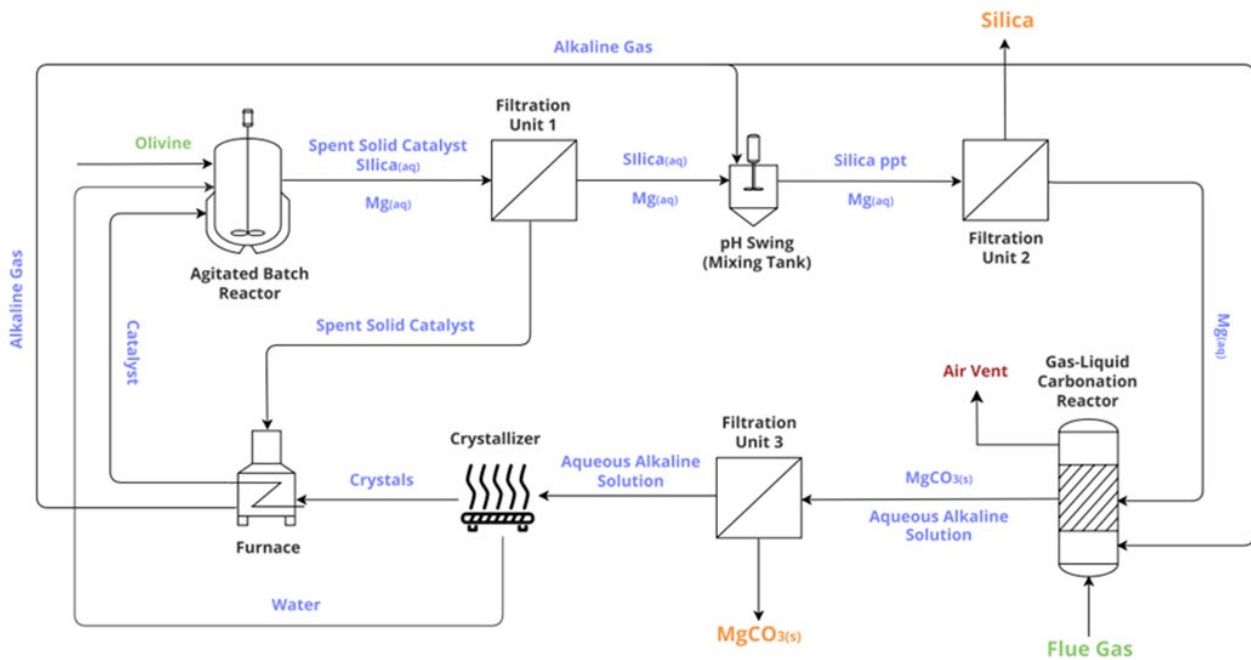 Silica
Alkaline Gas
Filtration
Unit 1
Olivine
Spent Solid Catalyst
SIlica(aq)
Mg(aq)
SIlica(aq)
Mg(aq)
Silica ppt
Mg(aq)
pH Swing
(Mixing Tank)
Filtration
Unit 2
Agitated Batch
Reactor
Alkaline Gas
Catalyst
Spent Solid Catalyst
Mg(aq)
Gas-Liquid
Carbonation
Reactor
Air Vent
Filtration
Unit 3
Crystallizer
Aqueous Alkaline
Solution
Crystals
MgCO3(s)
Aqueous Alkaline
Solution
Furnace
Water
MgCO3(s)
Flue Gas